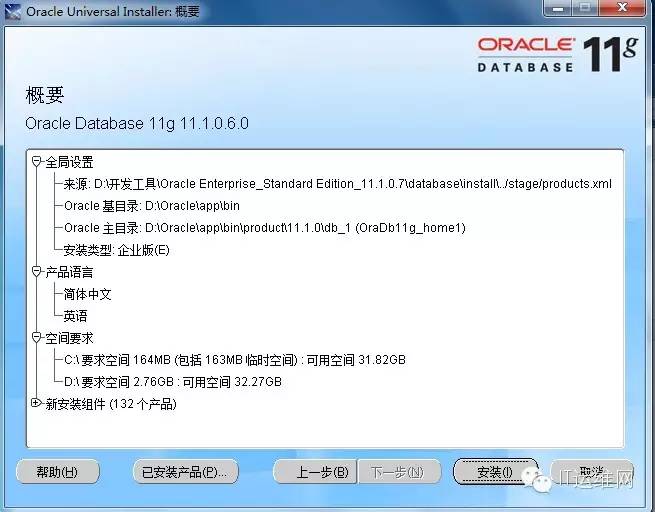 Oracle Universal Installer: 概要
ORACLE
DATABASE 11g
概要
Oracle Database 11g 11.1.0.6.0
全局设置
来源: D:\开发工具\Oracle Enterprise_Standard Edition_11.1.0.7\database\install\../stage/products.xml
Oracle 基目录: D:\Oracle\app\bin
Oracle 主目录: D:\Oracle\app\bin\product\11.1.0\db_1 (OraDb11g_home1)
安装类型: 企业版(E)
产品语言
简体中文
英语
空间要求
C:\ 要求空间 164MB (包括 163MB 临时空间) : 可用空间 31.82GB
D:\ 要求空间 2.76GB : 可用空间 32.27GB
新安装组件 (132 个产品)
帮助(H) 已安装产品(P)... 上一步(B) 下一步(N) 安装(I) 取消
IT运维网